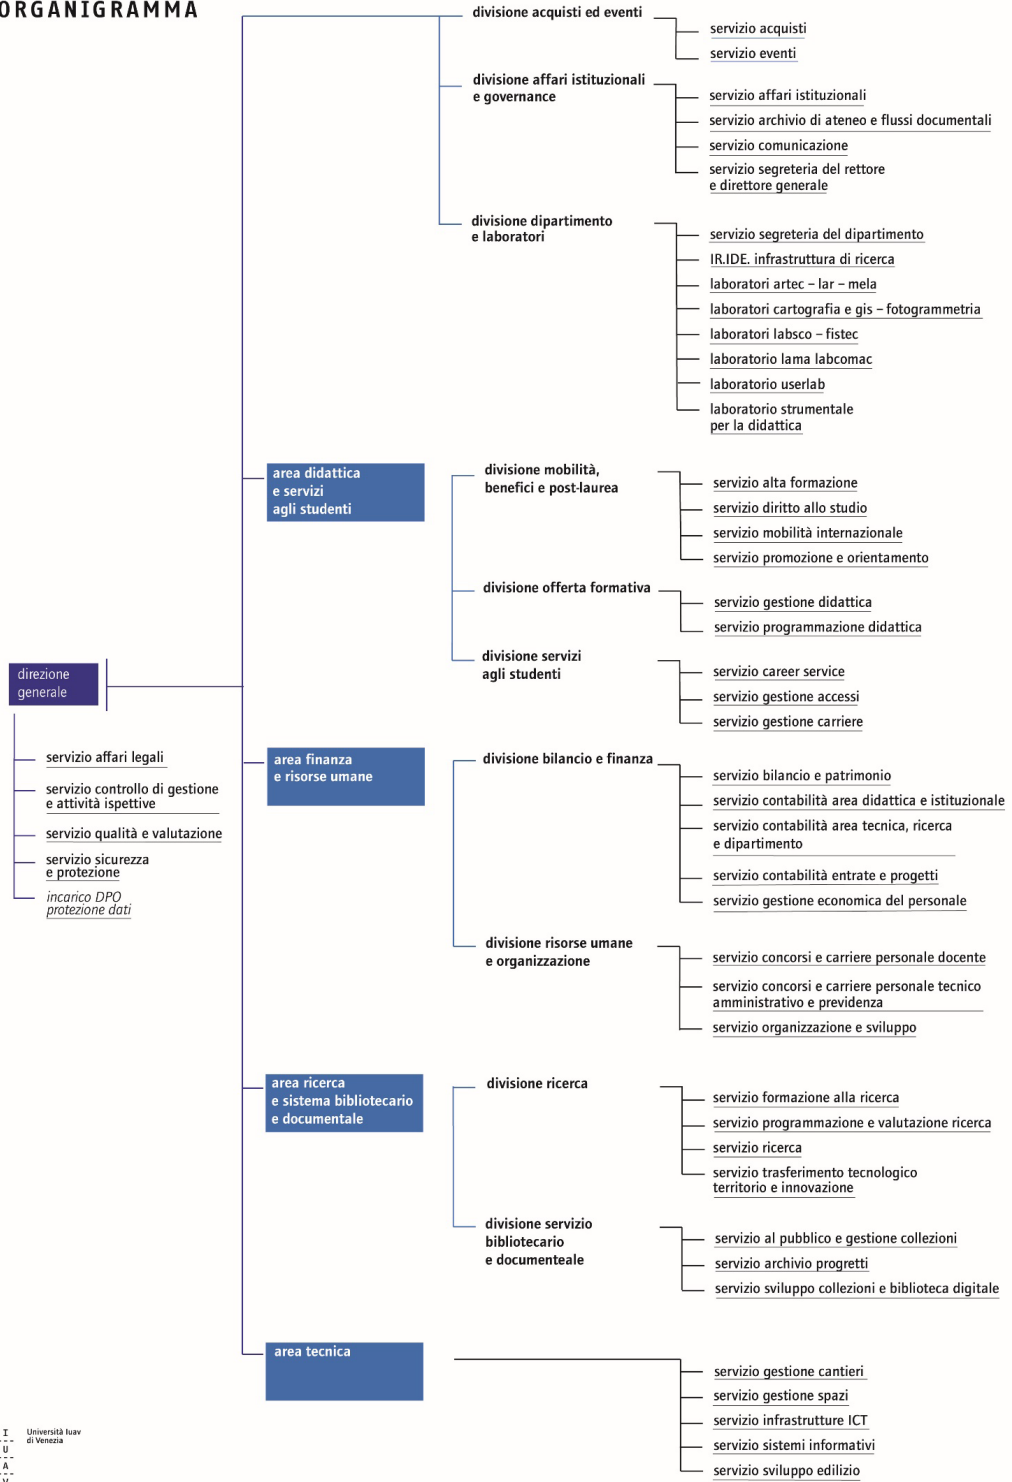 ORGANIGRAMMA
divisione acquisti ed eventi
servizio acquisti
servizio eventi
divisione affari istituzionali
e governance
servizio affari istituzionali
servizio archivio di ateneo e flussi documentali
servizio comunicazione
servizio segreteria del rettore
e direttore generale
divisione dipartimento
e laboratori
servizio segreteria del dipartimento
IR.IDE. infrastruttura di ricerca
laboratori artec – lar – mela
laboratori cartografia e gis – fotogrammetria
laboratori labsco – fistec
laboratorio lama labcomac
laboratorio userlab
laboratorio strumentale
per la didattica
area didattica
e servizi
agli studenti
divisione mobilità,
benefici e post-laurea
servizio alta formazione
servizio diritto allo studio
servizio mobilità internazionale
servizio promozione e orientamento
divisione offerta formativa
servizio gestione didattica
servizio programmazione didattica
divisione servizi
agli studenti
servizio career service
servizio gestione accessi
servizio gestione carriere
direzione
generale
servizio affari legali
servizio controllo di gestione
e attività ispettive
servizio qualità e valutazione
servizio sicurezza
e protezione
incarico DPO
protezione dati
area finanza
e risorse umane
divisione bilancio e finanza
servizio bilancio e patrimonio
servizio contabilità area didattica e istituzionale
servizio contabilità area tecnica, ricerca
e dipartimento
servizio contabilità entrate e progetti
servizio gestione economica del personale
divisione risorse umane
e organizzazione
servizio concorsi e carriere personale docente
servizio concorsi e carriere personale tecnico
amministrativo e previdenza
servizio organizzazione e sviluppo
area ricerca
e sistema bibliotecario
e documentale
divisione ricerca
servizio formazione alla ricerca
servizio programmazione e valutazione ricerca
servizio ricerca
servizio trasferimento tecnologico
territorio e innovazione
divisione servizio
bibliotecario
e documenteale
servizio al pubblico e gestione collezioni
servizio archivio progretti
servizio sviluppo collezioni e biblioteca digitale
area tecnica
servizio gestione cantieri
servizio gestione spazi
servizio infrastrutture ICT
servizio sistemi informativi
servizio sviluppo edilizio
I
U
A
V
Università Iuav
di Venezia